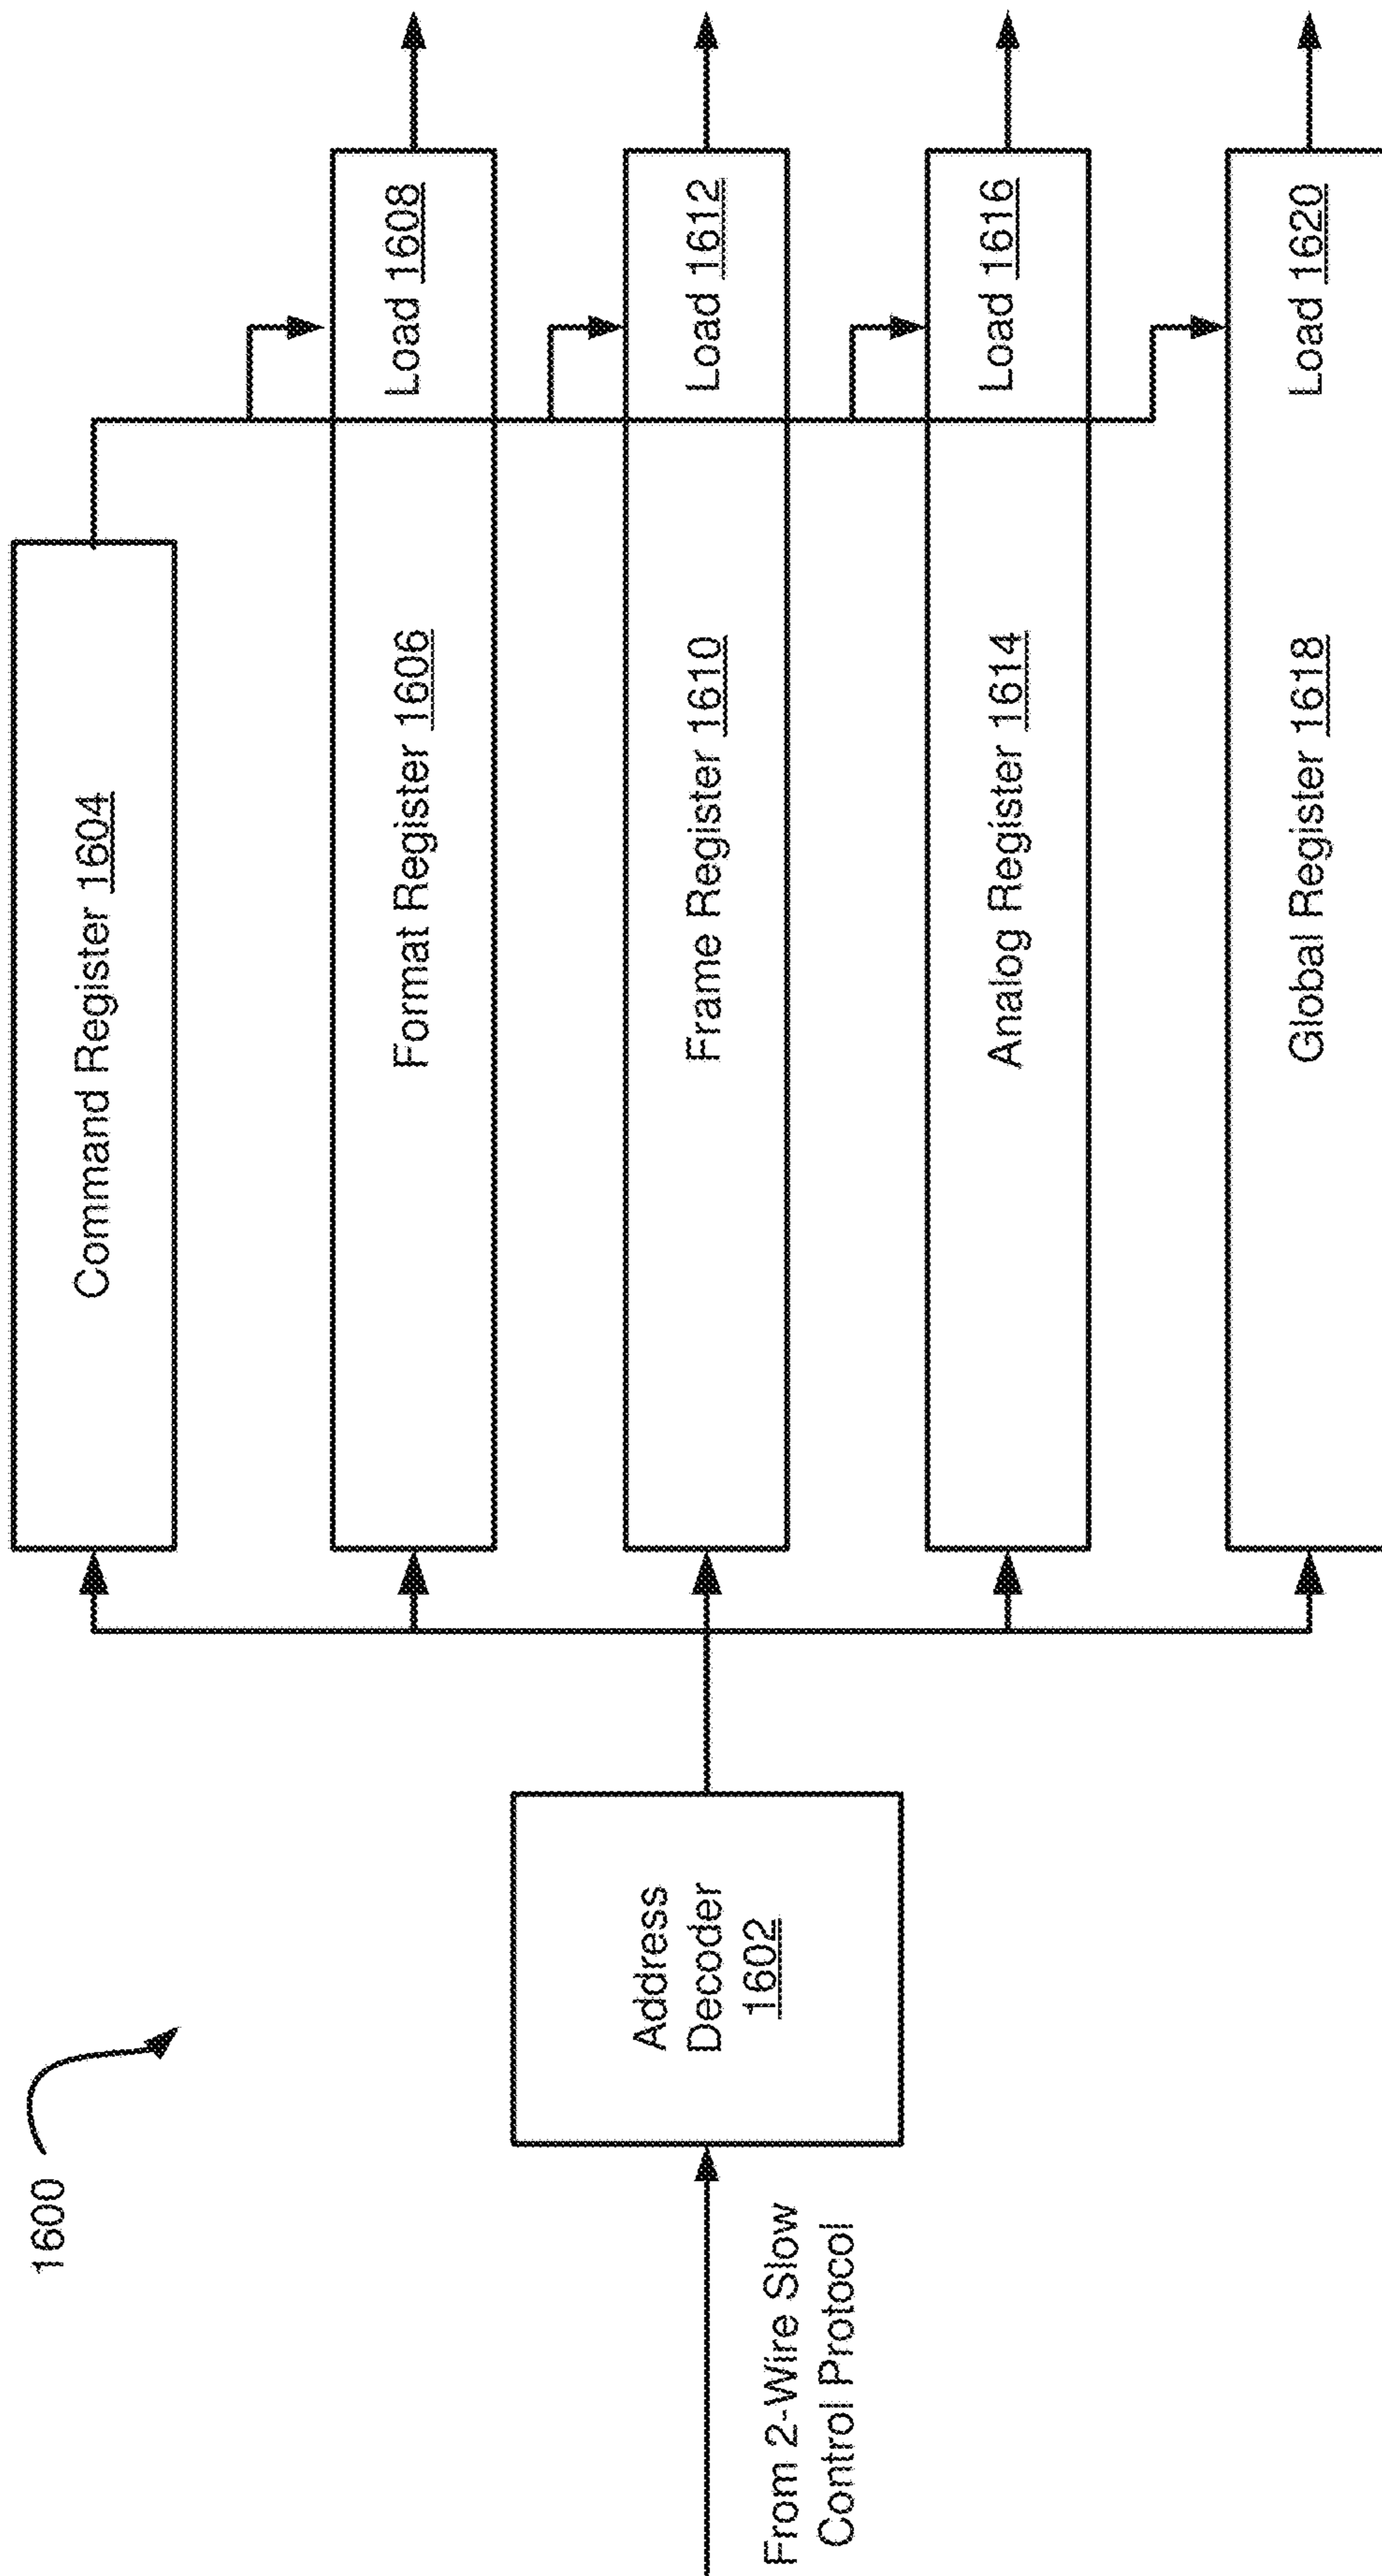 1600
From 2-Wire Slow
Control Protocol
Address
Decoder
1602
Command Register 1604
Format Register 1606
Load 1608
Frame Register 1610
Load 1612
Analog Register 1614
Load 1616
Global Register 1618
Load 1620